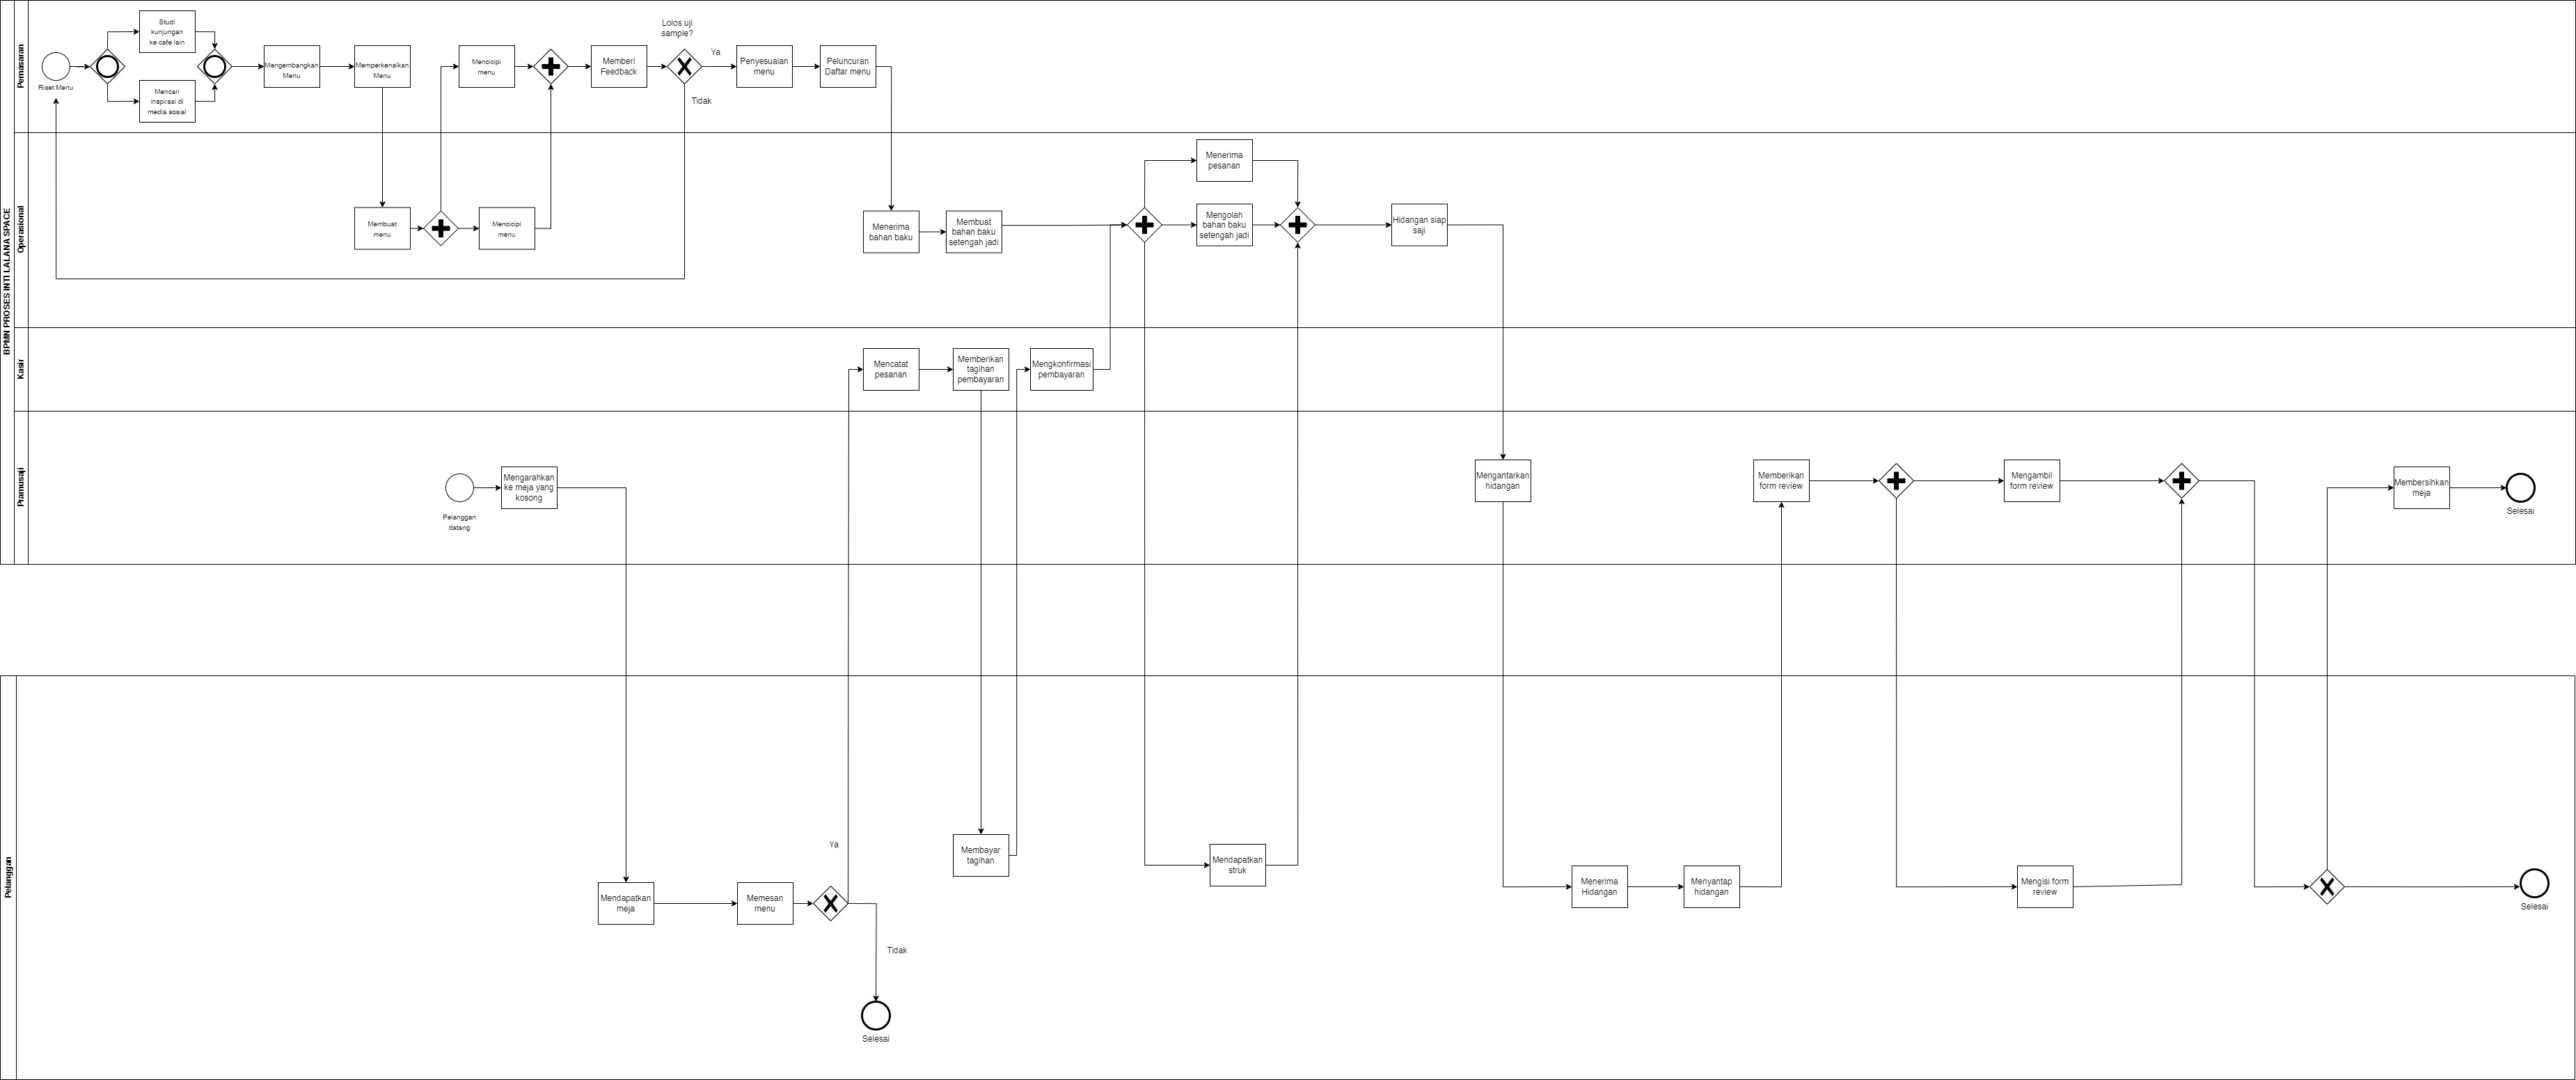 BPMN PROSES INTI LALANA SPACE
Pemasaran
Riset Menu
Studi
kunjungan
ke cafe lain
Mencari
inspirasi di
media sosial
Mengembangkan
Menu
Memperkenalkan
Menu
Mencicipi
menu
Memberi
Feedback
Lolos uji
sample?
Ya
Tidak
Penyesuaian
menu
Peluncuran
Daftar menu
Operasional
Membuat
menu
Mencicipi
menu
Menerima
bahan baku
Membuat
bahan baku
setengah jadi
Menerima
pesanan
Mengolah
bahan baku
setengah jadi
Hidangan siap
saji
Kasir
Mencatat
pesanan
Memberikan
tagihan
pembayaran
Mengkonfirmasi
pembayaran
Pramusaji
Pelanggan
datang
Mengarahkan
ke meja yang
kosong
Mengantarkan
hidangan
Memberikan
form review
Mengambil
form review
Membersihkan
meja
Selesai
Pelanggan
Mendapatkan
meja
Memesan
menu
Ya
Tidak
Selesai
Membayar
tagihan
Mendapatkan
struk
Menerima
Hidangan
Menyantap
hidangan
Mengisi form
review
Selesai